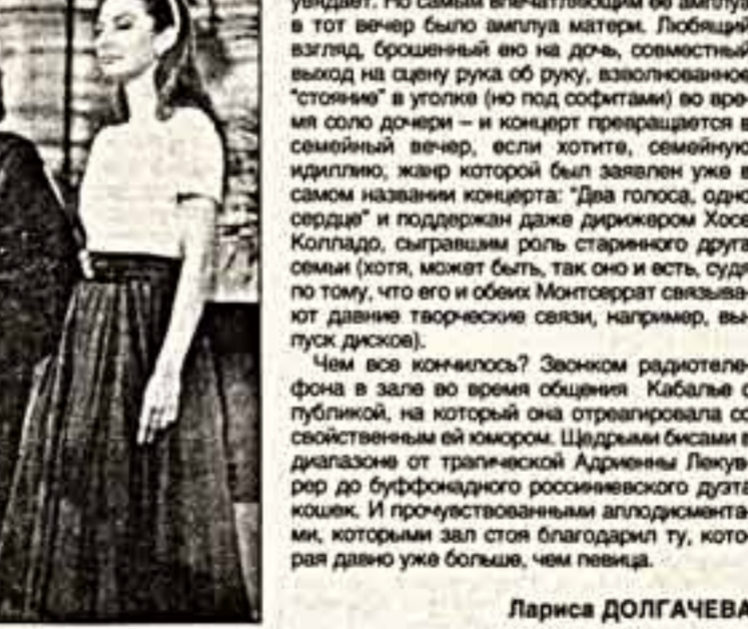 увядает. Но самым впечатляющим ее амплуа
в тот вечер было амплуа матери. Любящий
взгляд, брошенный ею на дочь, совместный
выход на сцену рука об руку, взволнованное
"стояние" в уголке (но под софитами) во вре-
мя соло дочери – и концерт превращается в
семейный вечер, если хотите, семейную
идиллию, жанр которой был заявлен уже в
самом названии концерта: "Два голоса, одно
сердце" и поддержан даже дирижером Хосе
Колладо, сыгравшим роль старинного друга
семьи (хотя, может быть, так оно и есть, судя
по тому, что его и обеих Монтсеррат связыва-
ют давние творческие связи, например, вы-
пуск дисков).
Чем все кончилось? Звонком радиотеле-
фона в зале во время общения Кабалье с
публикой, на который она отреагировала со
свойственным ей юмором. Щедрыми бисами в
диапазоне от трагической Адриенны Лекув-
рер до буффонадного россиниевского дуэта
кошек. И прочувствованными аплодисмента-
ми, которыми зал стоя благодарил ту, кото-
рая давно уже больше, чем певица.
Лариса ДОЛГАЧЕВА